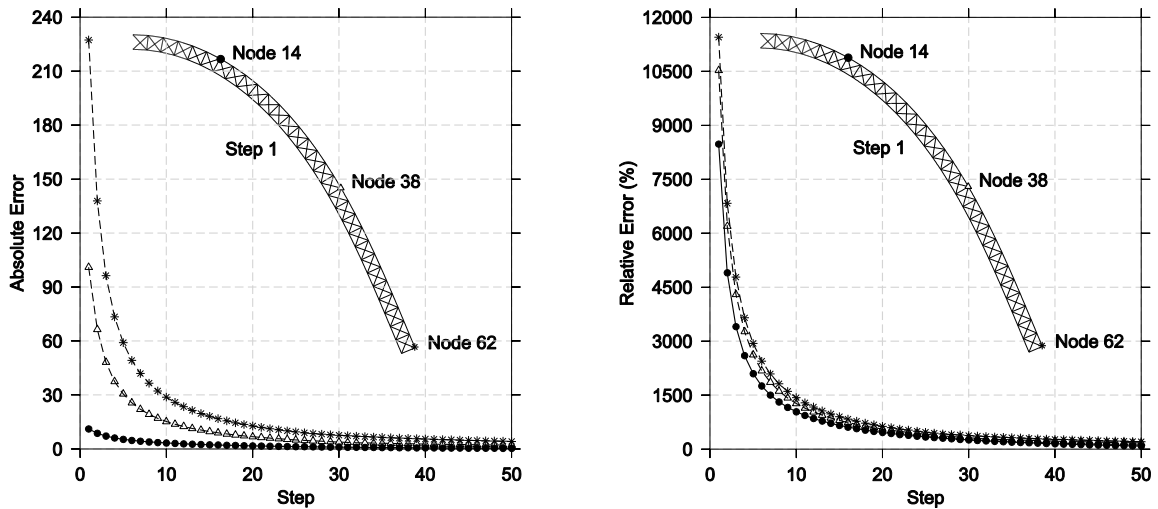 240
210
180
150
120
90
60
30
0
Absolute Error
Node 14
Step 1
Node 38
Node 62
0 10 20 30 40 50
Step
12000
10500
9000
7500
6000
4500
3000
1500
0
Relative Error (%)
Node 14
Step 1
Node 38
Node 62
0 10 20 30 40 50
Step